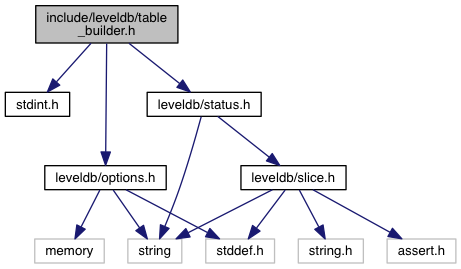 include/leveldb/table
_builder.h
stdint.h
leveldb/status.h
leveldb/options.h
leveldb/slice.h
memory
string
stddef.h
string.h
assert.h